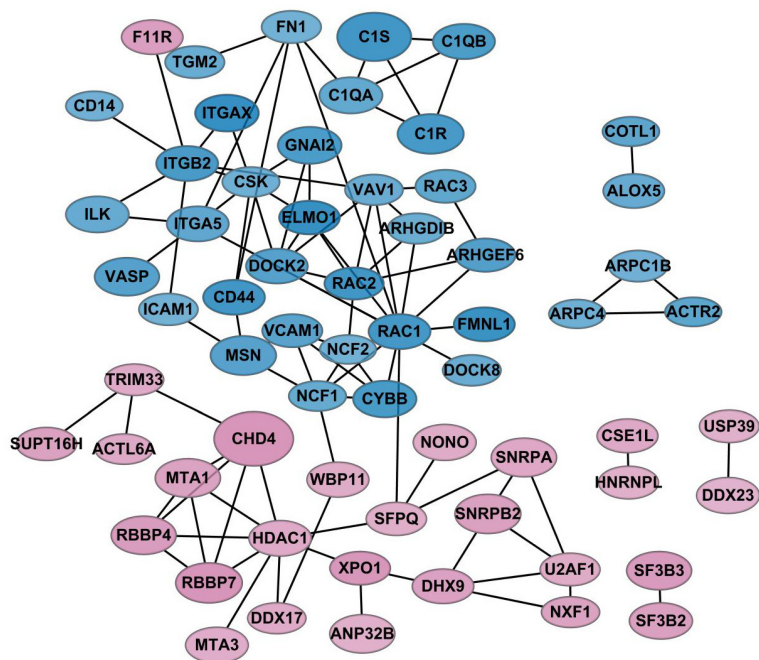 F11R
FN1
C1S
C1QB
TGM2
C1QA
CD14
ITGAX
C1R
COTL1
GNAI2
ITGB2
CSK
VAV1
RAC3
ALOX5
ILK
ITGA5
ELMO1
ARHGDIB
VASP
DOCK2
RAC2
ARHGEF6
ARPC1B
ICAM1
CD44
ARPC4
ACTR2
VCAM1
RAC1
FMNL1
MSN
NCF2
DOCK8
TRIM33
NCF1
CYBB
SUPT16H
ACTL6A
CHD4
NONO
CSE1L
USP39
MTA1
WBP11
SNRPA
HNRNPL
DDX23
RBBP4
HDAC1
SFPQ
SNRPB2
RBBP7
XPO1
DHX9
U2AF1
SF3B3
DDX17
NXF1
MTA3
ANP32B
SF3B2